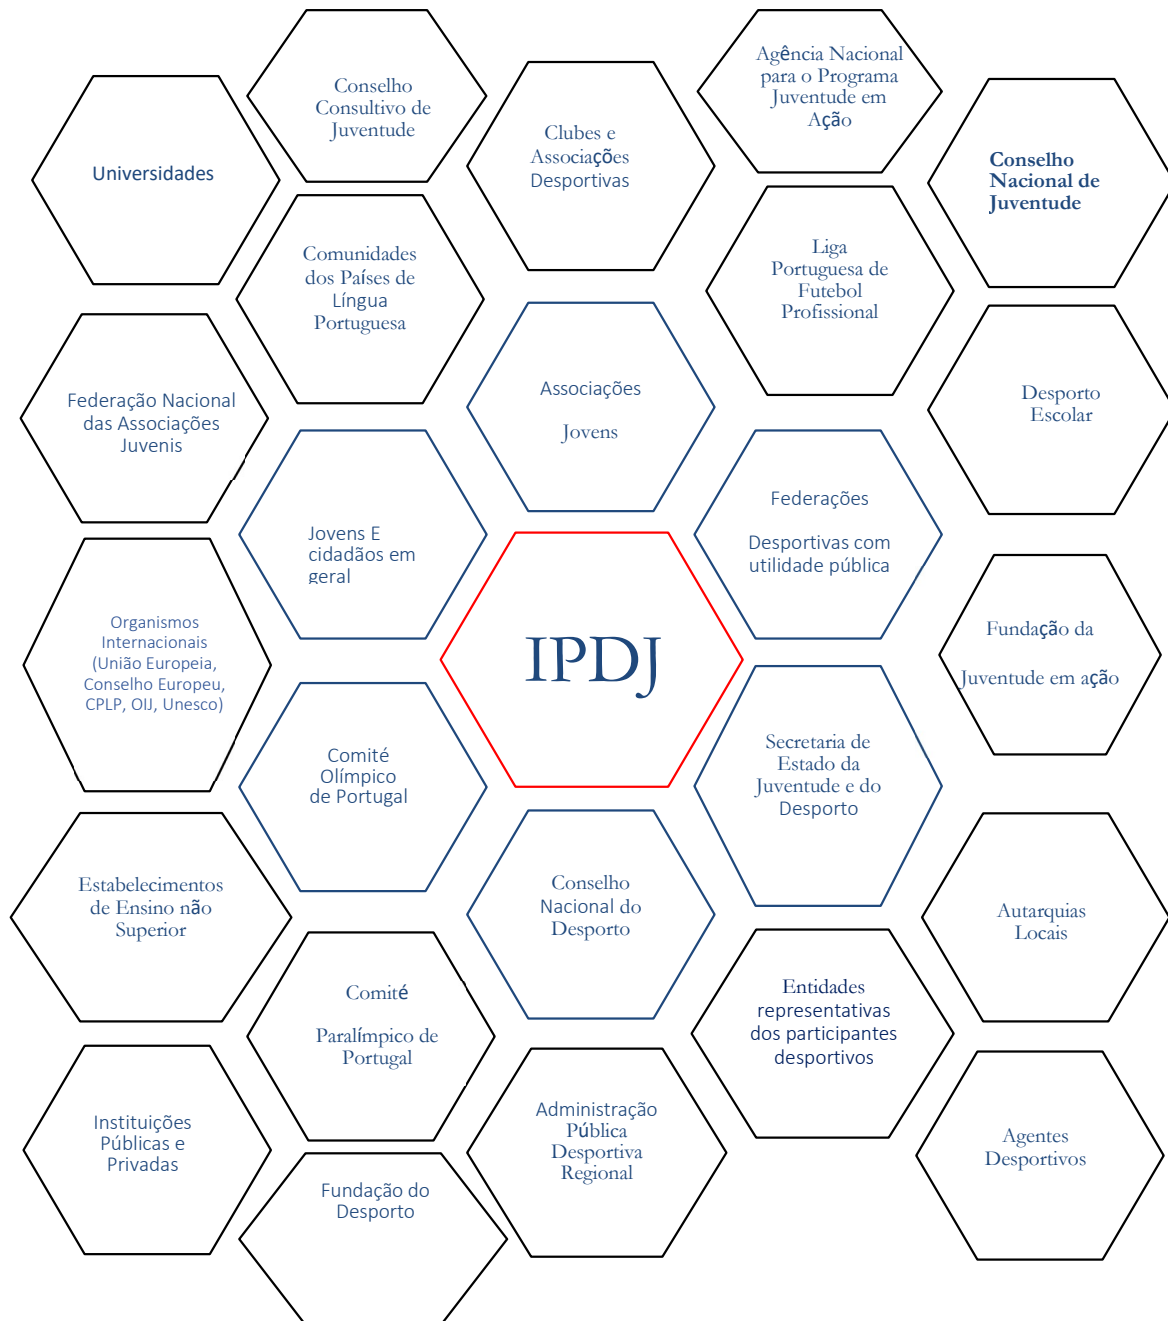 Conselho
Consultivo de
Juventude
Agência Nacional
para o Programa
Juventude em
Ação
Universidades
Clubes e
Associações
Desportivas
Conselho
Nacional de
Juventude
Comunidades
dos Países de
Língua
Portuguesa
Liga
Portuguesa de
Futebol
Profissional
Federação Nacional
das Associações
Juvenis
Associações
Jovens
Desporto
Escolar
Jovens E
cidadãos em
geral
Federações
Desportivas com
utilidade pública
Organismos
Internacionais
(União Europeia,
Conselho Europeu,
CPLP, OIJ, Unesco)
IPDJ
Fundação da
Juventude em ação
Comité
Olímpico
de Portugal
Secretaria de
Estado da
Juventude e do
Desporto
Estabelecimentos
de Ensino não
Superior
Conselho
Nacional do
Desporto
Autarquias
Locais
Comité
Paralímpico de
Portugal
Entidades
representativas
dos participantes
desportivos
Instituições
Públicas e
Privadas
Administração
Pública
Desportiva
Regional
Agentes
Desportivos
Fundação do
Desporto